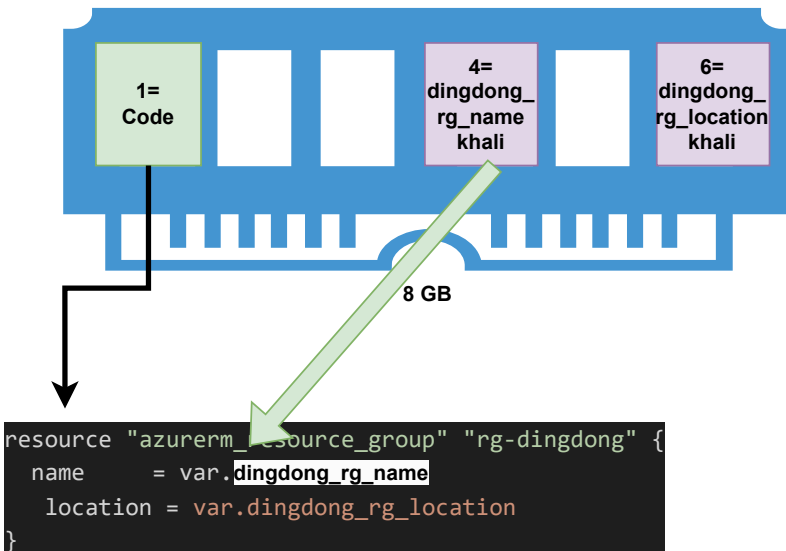 1=
Code
4=
dingdong_
rg_name
khali
6=
dingdong_
rg_location
khali
8 GB
resource "azurerm_resource_group" "rg-dingdong" {
name = var.dingdong_rg_name
location = var.dingdong_rg_location
}